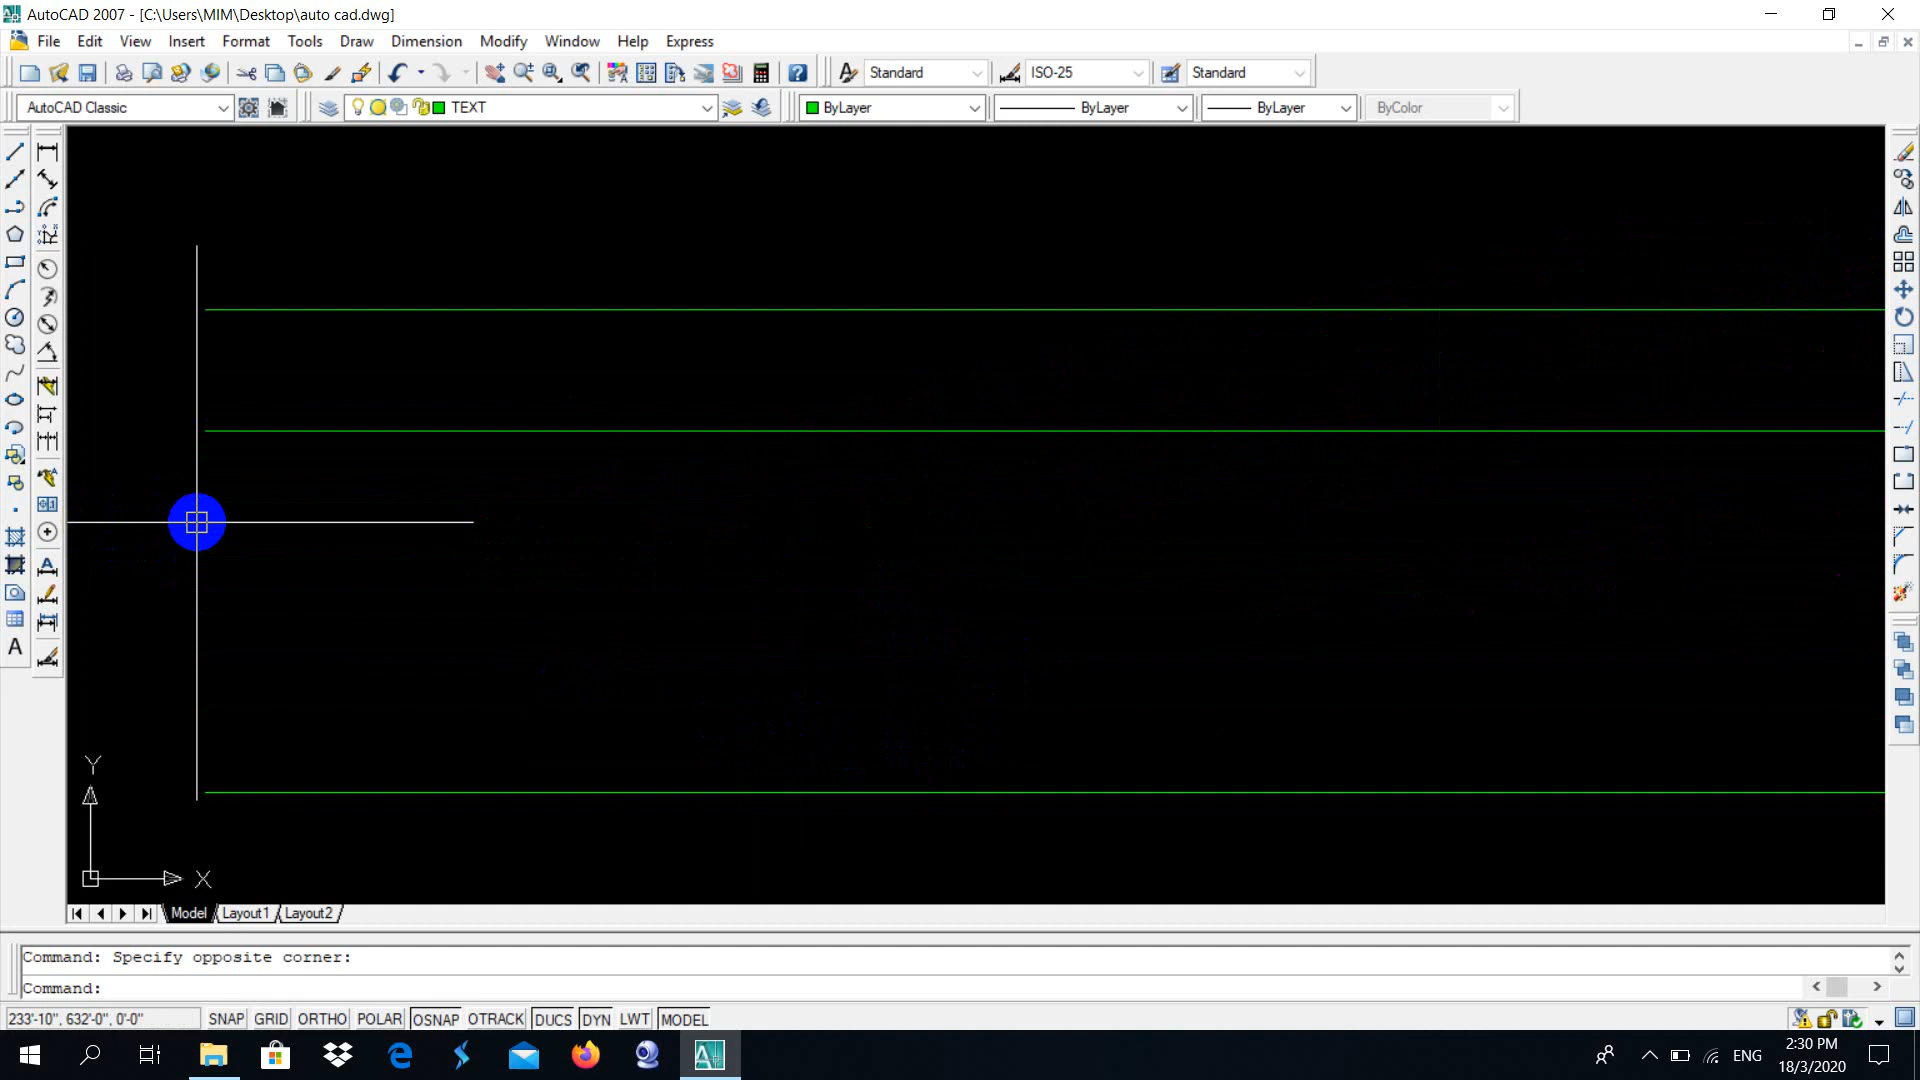 AutoCAD 2007 - [C:\Users\MIM\Desktop\auto cad.dwg]
File Edit View Insert Format Tools Draw Dimension Modify Window Help Express
Standard ISO-25 Standard
AutoCAD Classic TEXT ByLayer ByLayer ByLayer ByColor
Y
X
Model Layout1 Layout2
Command: Specify opposite corner:
Command:
233'-10", 632'-0", 0'-0" SNAP GRID ORTHO POLAR OSNAP OTRACK DUCS DYN LWT MODEL
ENG 2:30 PM
18/3/2020